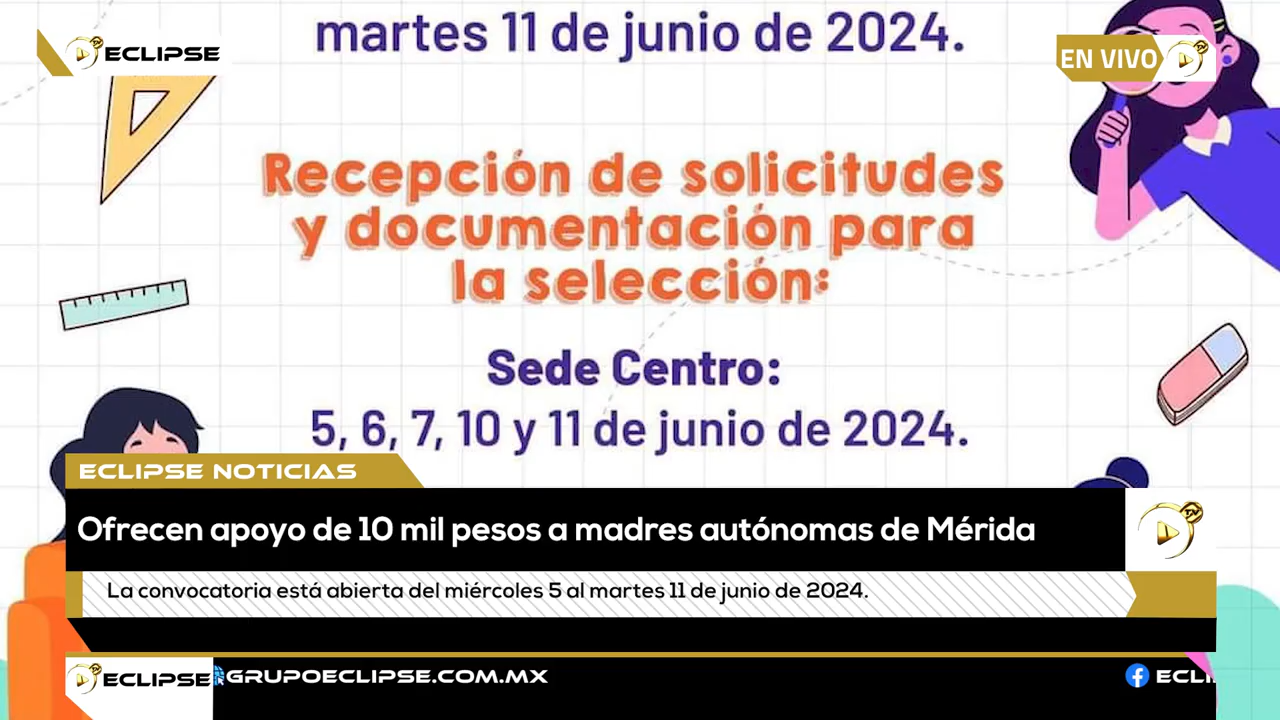 martes 11 de junio de 2024.
ECLIPSE
EN VIVO
Recepción de solicitudes
y documentación para
la selección:
Sede Centro:
5, 6, 7, 10 y 11 de junio de 2024.
ECLIPSE NOTICIAS
Ofrecen apoyo de 10 mil pesos a madres autónomas de Mérida
La convocatoria está abierta del miércoles 5 al martes 11 de junio de 2024.
ECLIPSE
GRUPOECLIPSE.COM.MX
ECLI